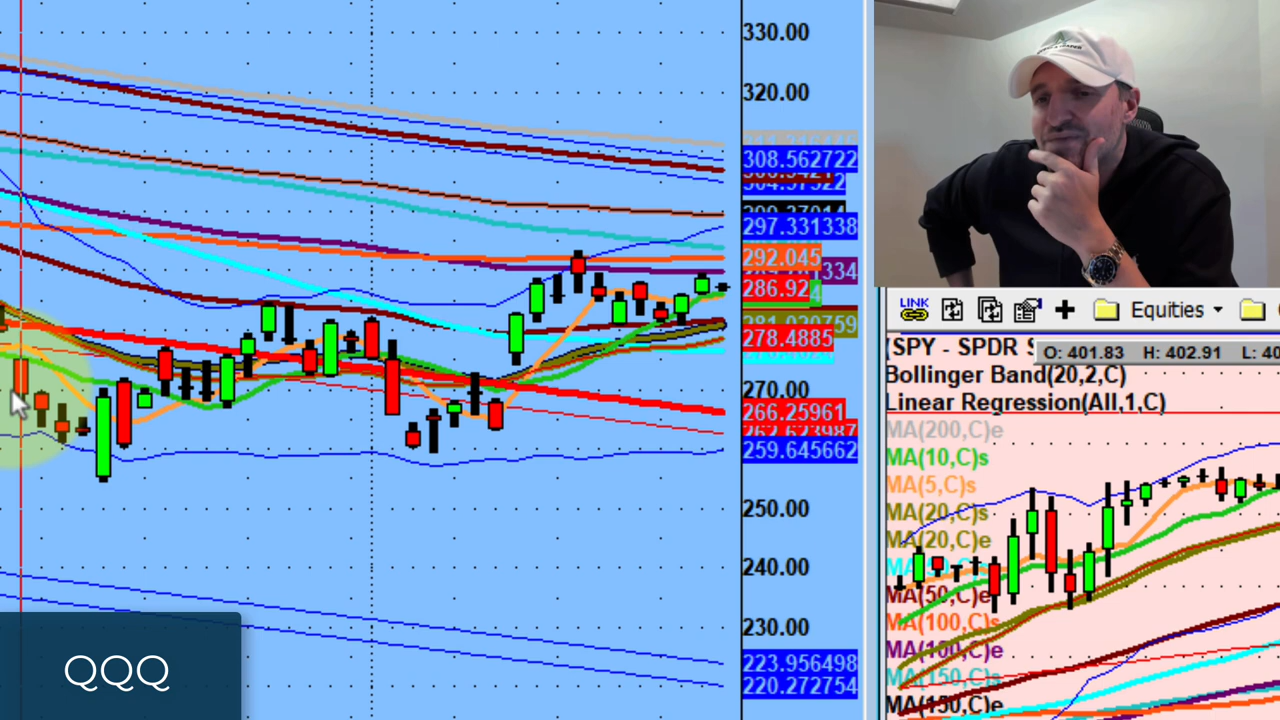 330.00
320.00
308.562722
297.331338
292.045
286.92
278.4885
270.00
266.25961
262.623987
259.645662
250.00
240.00
230.00
223.956498
220.272754
QQQ
LINK
Equities
(SPY - SPDR S
O: 401.83 H: 402.91 L: 40
Bollinger Band(20,2,C)
Linear Regression(All,1,C)
MA(200,C)e
MA(10,C)s
MA(5,C)s
MA(20,C)s
MA(20,C)e
MA(50,C)e
MA(100,C)s
MA(100,C)e
MA(150,C)s
MA(150,C)e